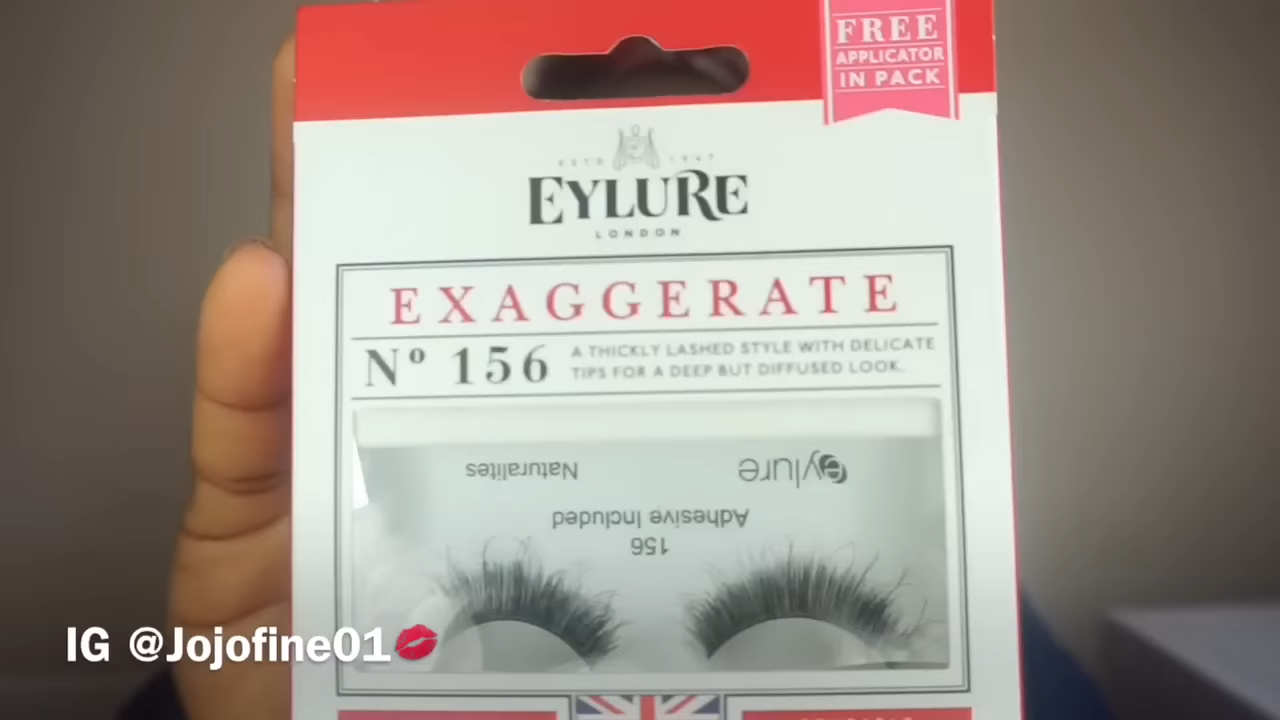 FREE
APPLICATOR
IN PACK
ESTD 1947
EYLURE
LONDON
EXAGGERATE
Nº 156
A THICKLY LASHED STYLE WITH DELICATE
TIPS FOR A DEEP BUT DIFFUSED LOOK.
eylure
Naturalites
Adhesive Included
156
IG @Jojofine01💋